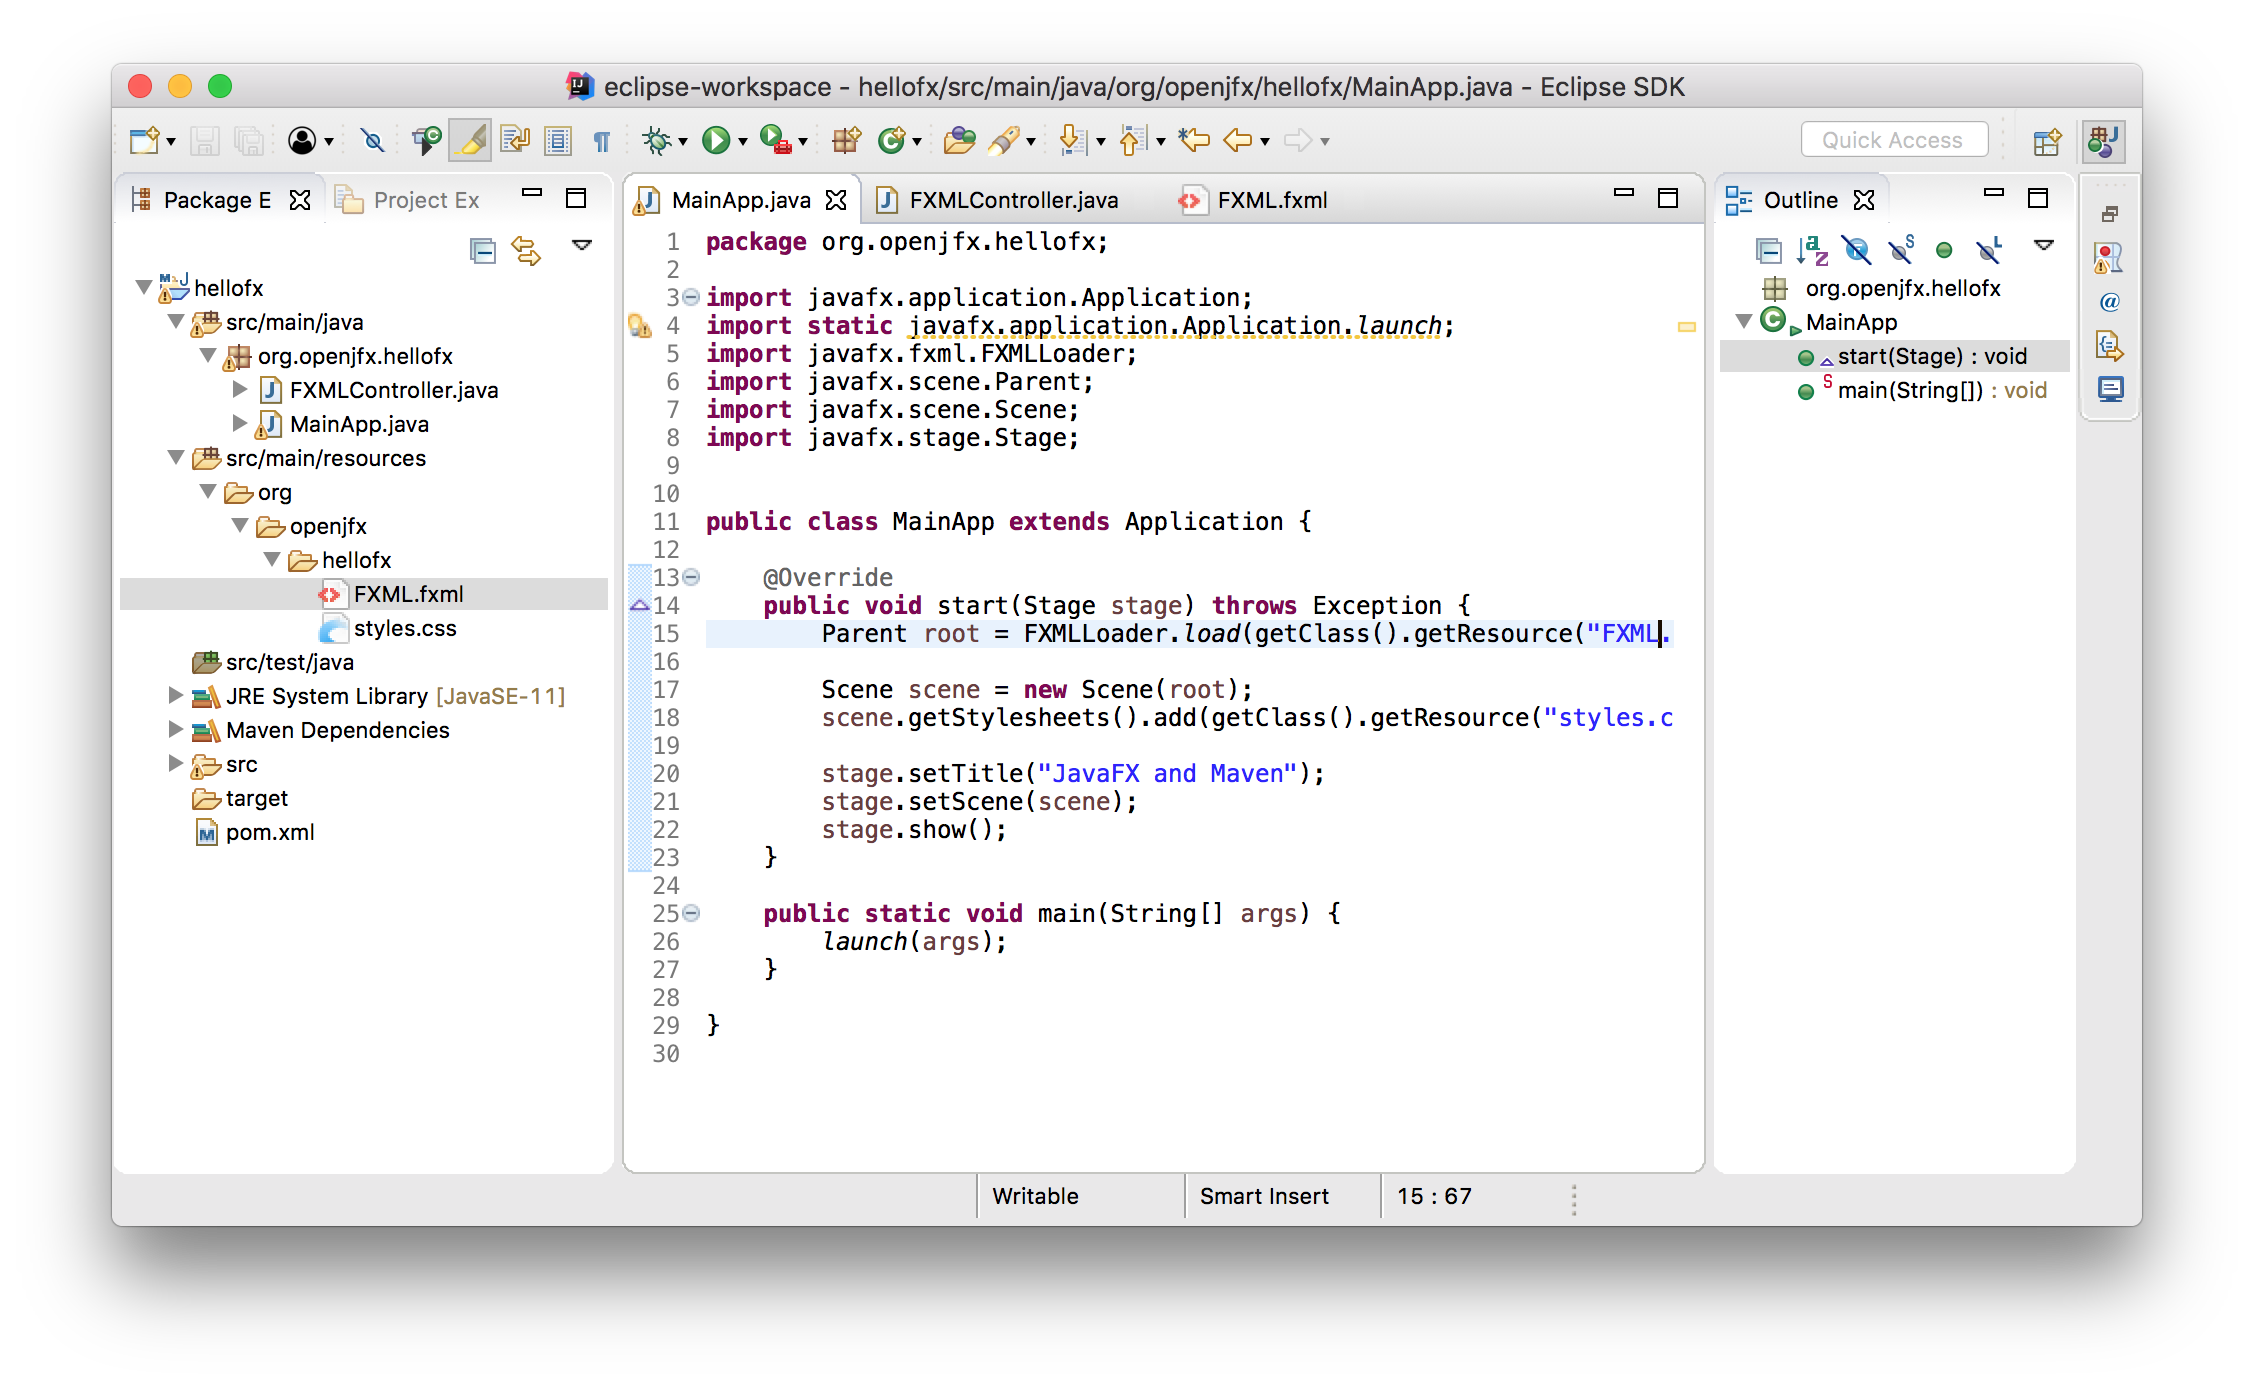 eclipse-workspace - hellofx/src/main/java/org/openjfx/hellofx/MainApp.java - Eclipse SDK
Quick Access
Package E
Project Ex
hellofx
src/main/java
org.openjfx.hellofx
FXMLController.java
MainApp.java
src/main/resources
org
openjfx
hellofx
FXML.fxml
styles.css
src/test/java
JRE System Library [JavaSE-11]
Maven Dependencies
src
target
pom.xml
MainApp.java
FXMLController.java
FXML.fxml
1 package org.openjfx.hellofx;
2
3 import javafx.application.Application;
4 import static javafx.application.Application.launch;
5 import javafx.fxml.FXMLLoader;
6 import javafx.scene.Parent;
7 import javafx.scene.Scene;
8 import javafx.stage.Stage;
9
10
11 public class MainApp extends Application {
12
13     @Override
14     public void start(Stage stage) throws Exception {
15         Parent root = FXMLLoader.load(getClass().getResource("FXML.
16
17         Scene scene = new Scene(root);
18         scene.getStylesheets().add(getClass().getResource("styles.c
19
20         stage.setTitle("JavaFX and Maven");
21         stage.setScene(scene);
22         stage.show();
23     }
24
25     public static void main(String[] args) {
26         launch(args);
27     }
28
29 }
30
Outline
org.openjfx.hellofx
MainApp
start(Stage) : void
main(String[]) : void
Writable
Smart Insert
15 : 67